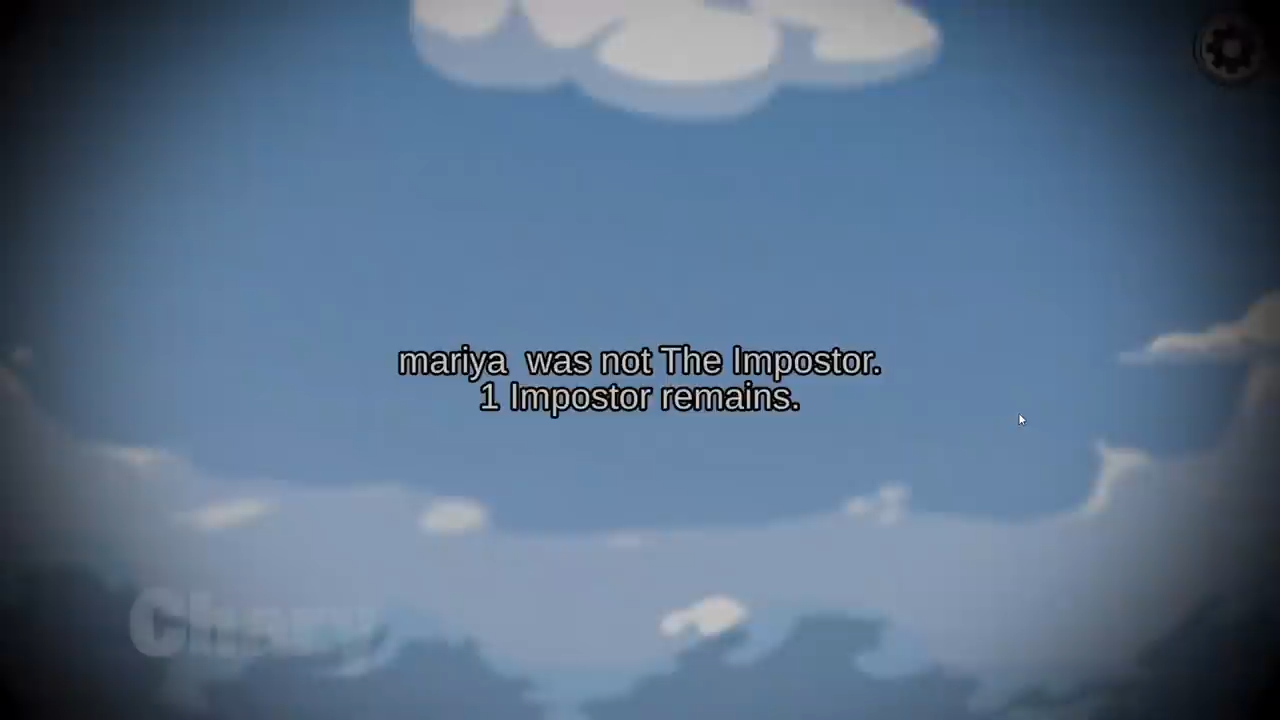 mariya  was not The Impostor.
1 Impostor remains.